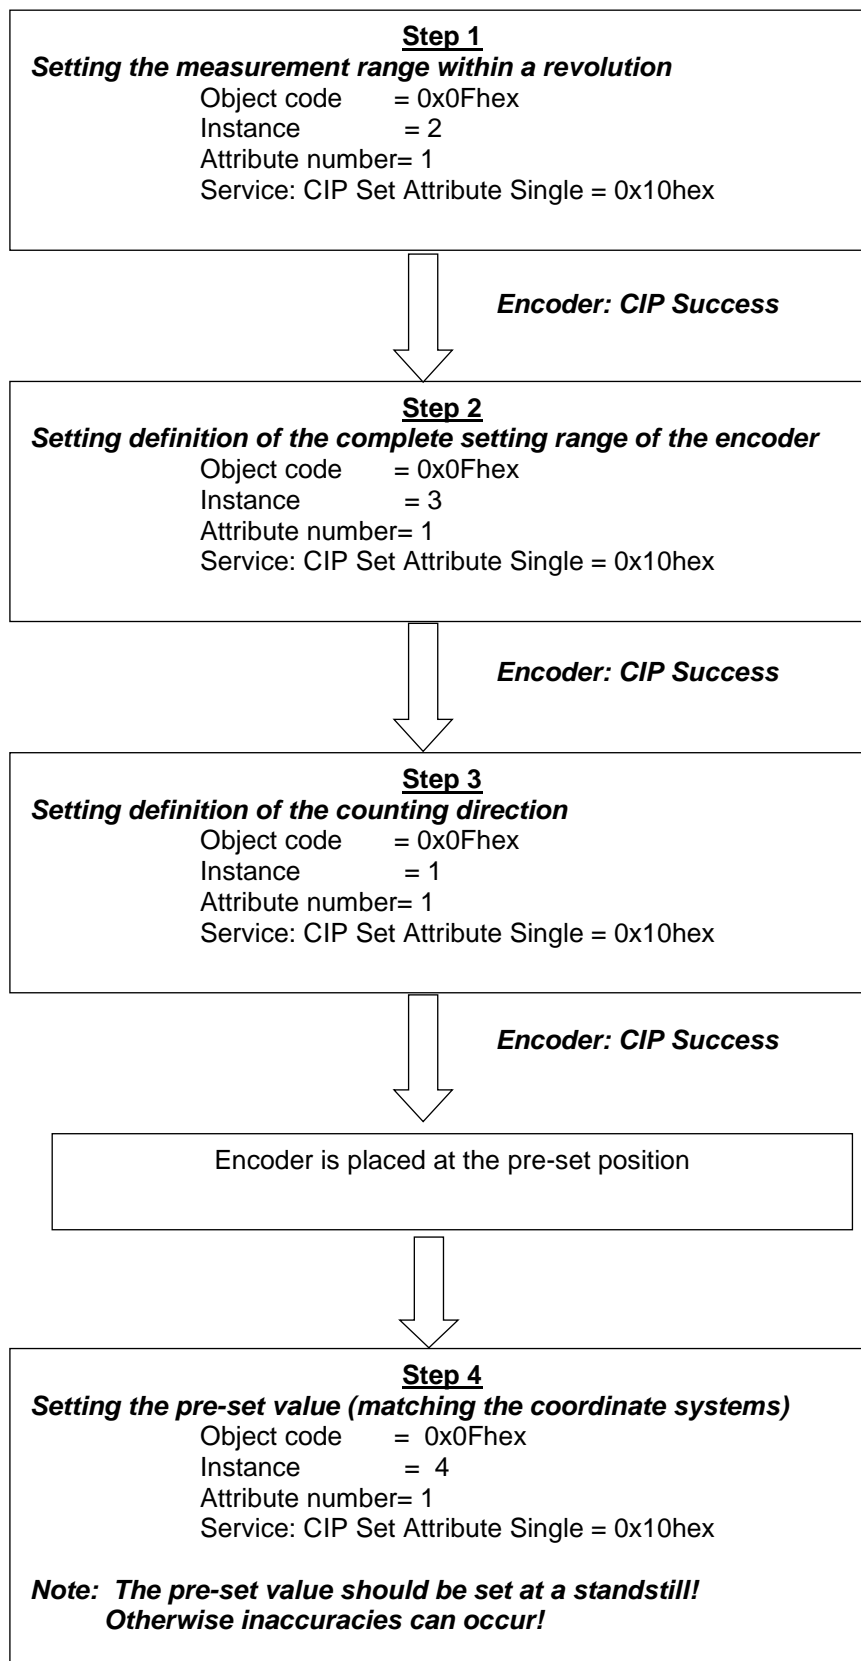 Step 1
Setting the measurement range within a revolution
Object code = 0x0Fhex
Instance = 2
Attribute number= 1
Service: CIP Set Attribute Single = 0x10hex
Encoder: CIP Success
Step 2
Setting definition of the complete setting range of the encoder
Object code = 0x0Fhex
Instance = 3
Attribute number= 1
Service: CIP Set Attribute Single = 0x10hex
Encoder: CIP Success
Step 3
Setting definition of the counting direction
Object code = 0x0Fhex
Instance = 1
Attribute number= 1
Service: CIP Set Attribute Single = 0x10hex
Encoder: CIP Success
Encoder is placed at the pre-set position
Step 4
Setting the pre-set value (matching the coordinate systems)
Object code = 0x0Fhex
Instance = 4
Attribute number= 1
Service: CIP Set Attribute Single = 0x10hex
Note: The pre-set value should be set at a standstill!
Otherwise inaccuracies can occur!